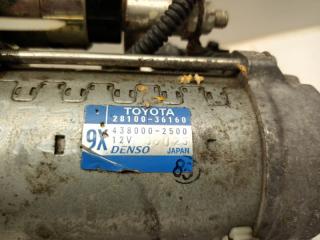 TOYOTA
28100-36160
438000-2500
9X 12V
DENSO JAPAN